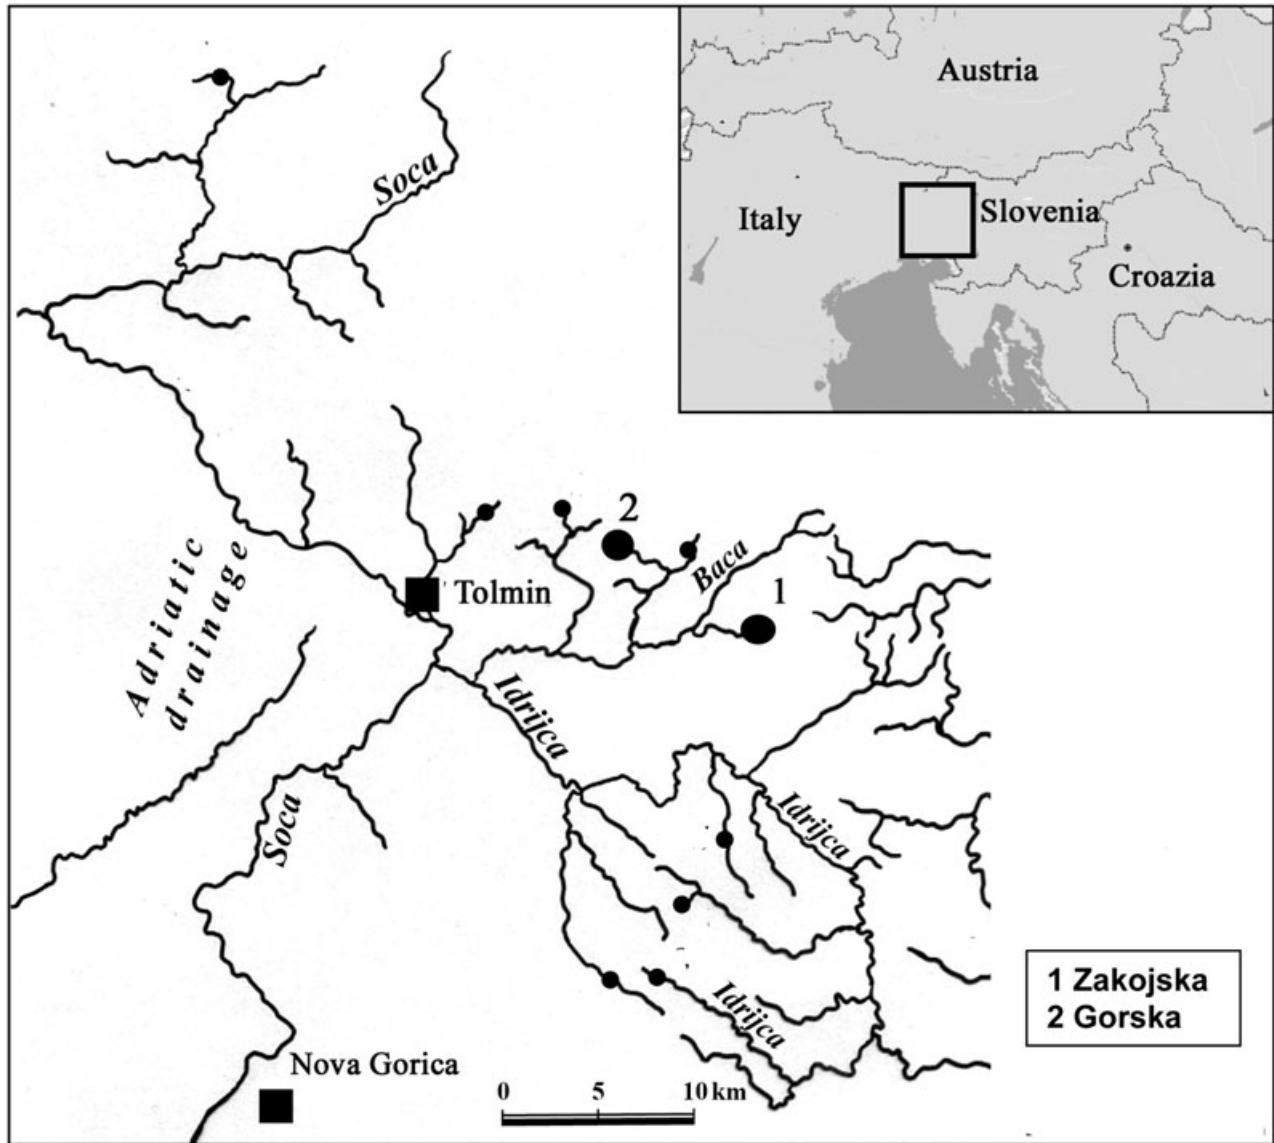 Austria
Soca
Italy
Slovenia
Croazia
2
Baca
1
Tolmin
Adriatic
drainage
Idrijca
Soca
Idrijca
1 Zakojska
2 Gorska
Idrijca
Nova Gorica
0 5 10 km